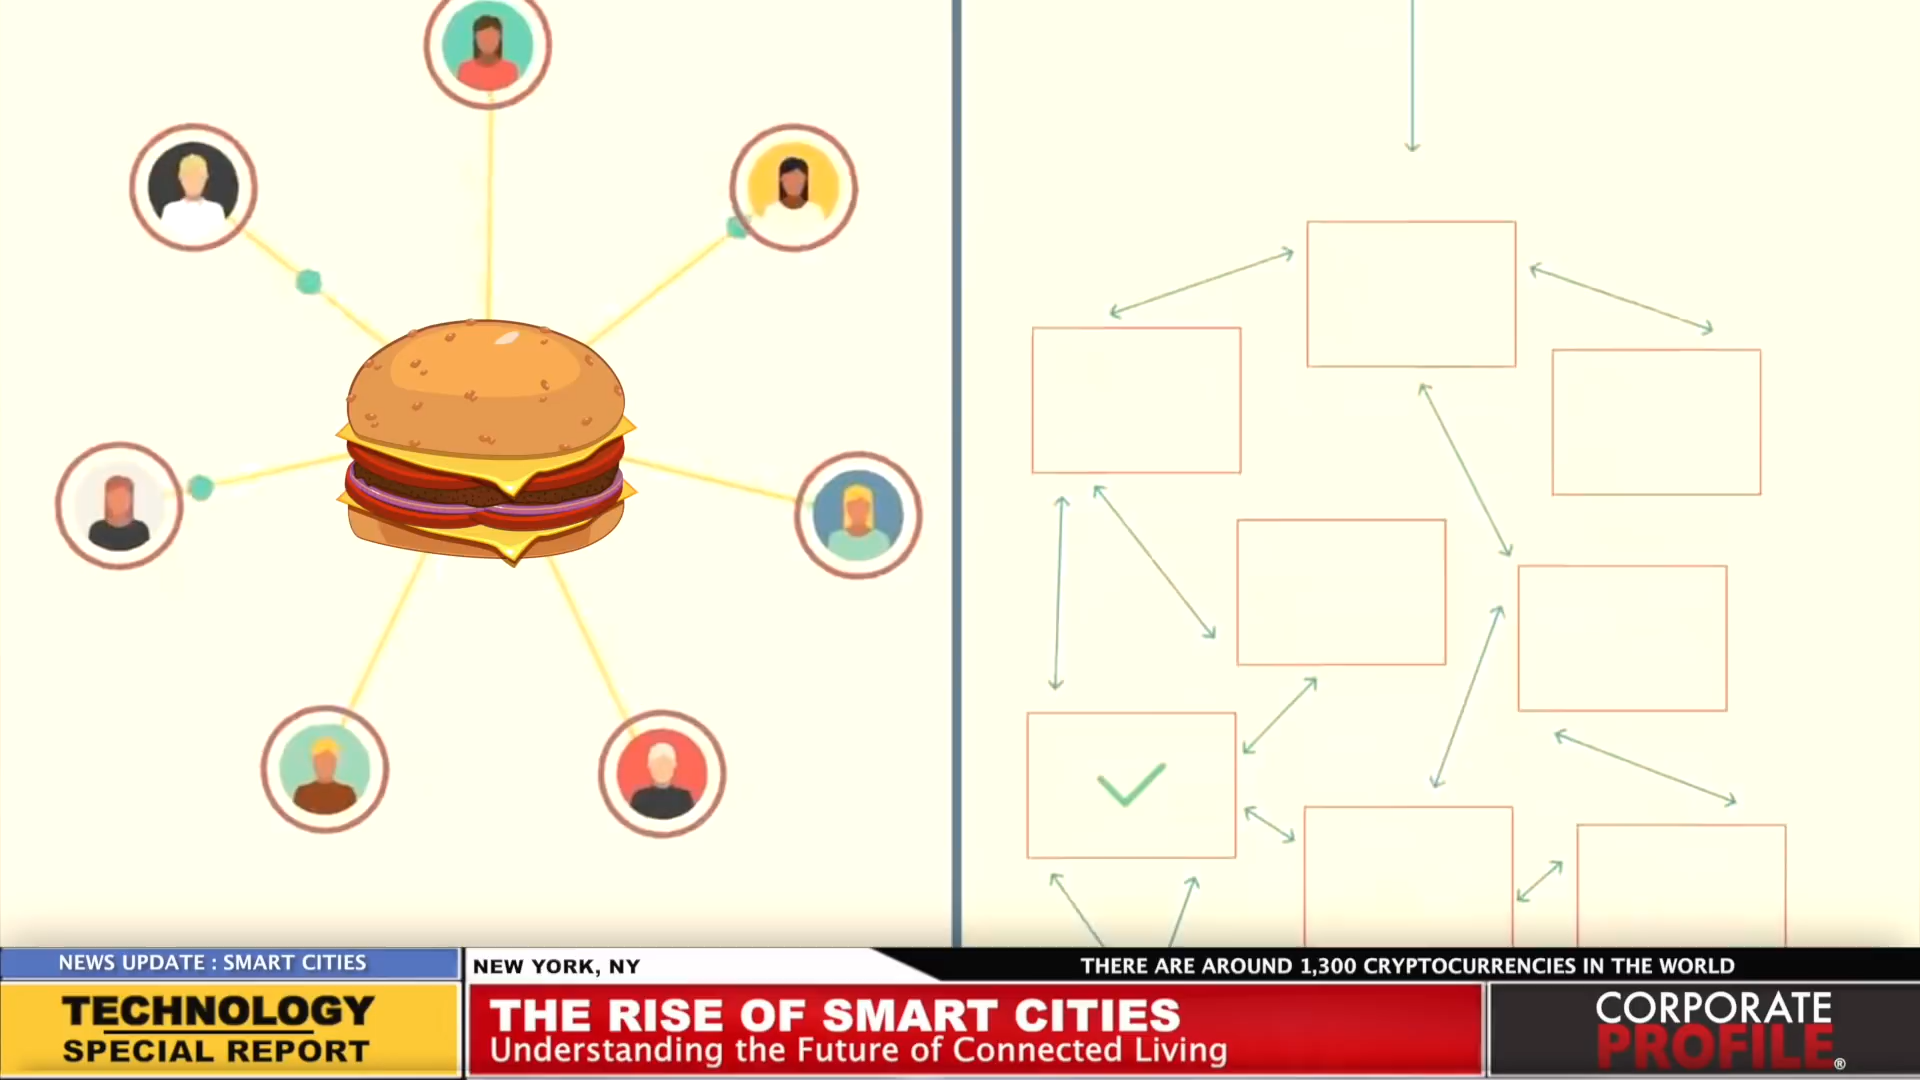 NEWS UPDATE : SMART CITIES
NEW YORK, NY
THERE ARE AROUND 1,300 CRYPTOCURRENCIES IN THE WORLD
TECHNOLOGY
SPECIAL REPORT
THE RISE OF SMART CITIES
Understanding the Future of Connected Living
CORPORATE
PROFILE®